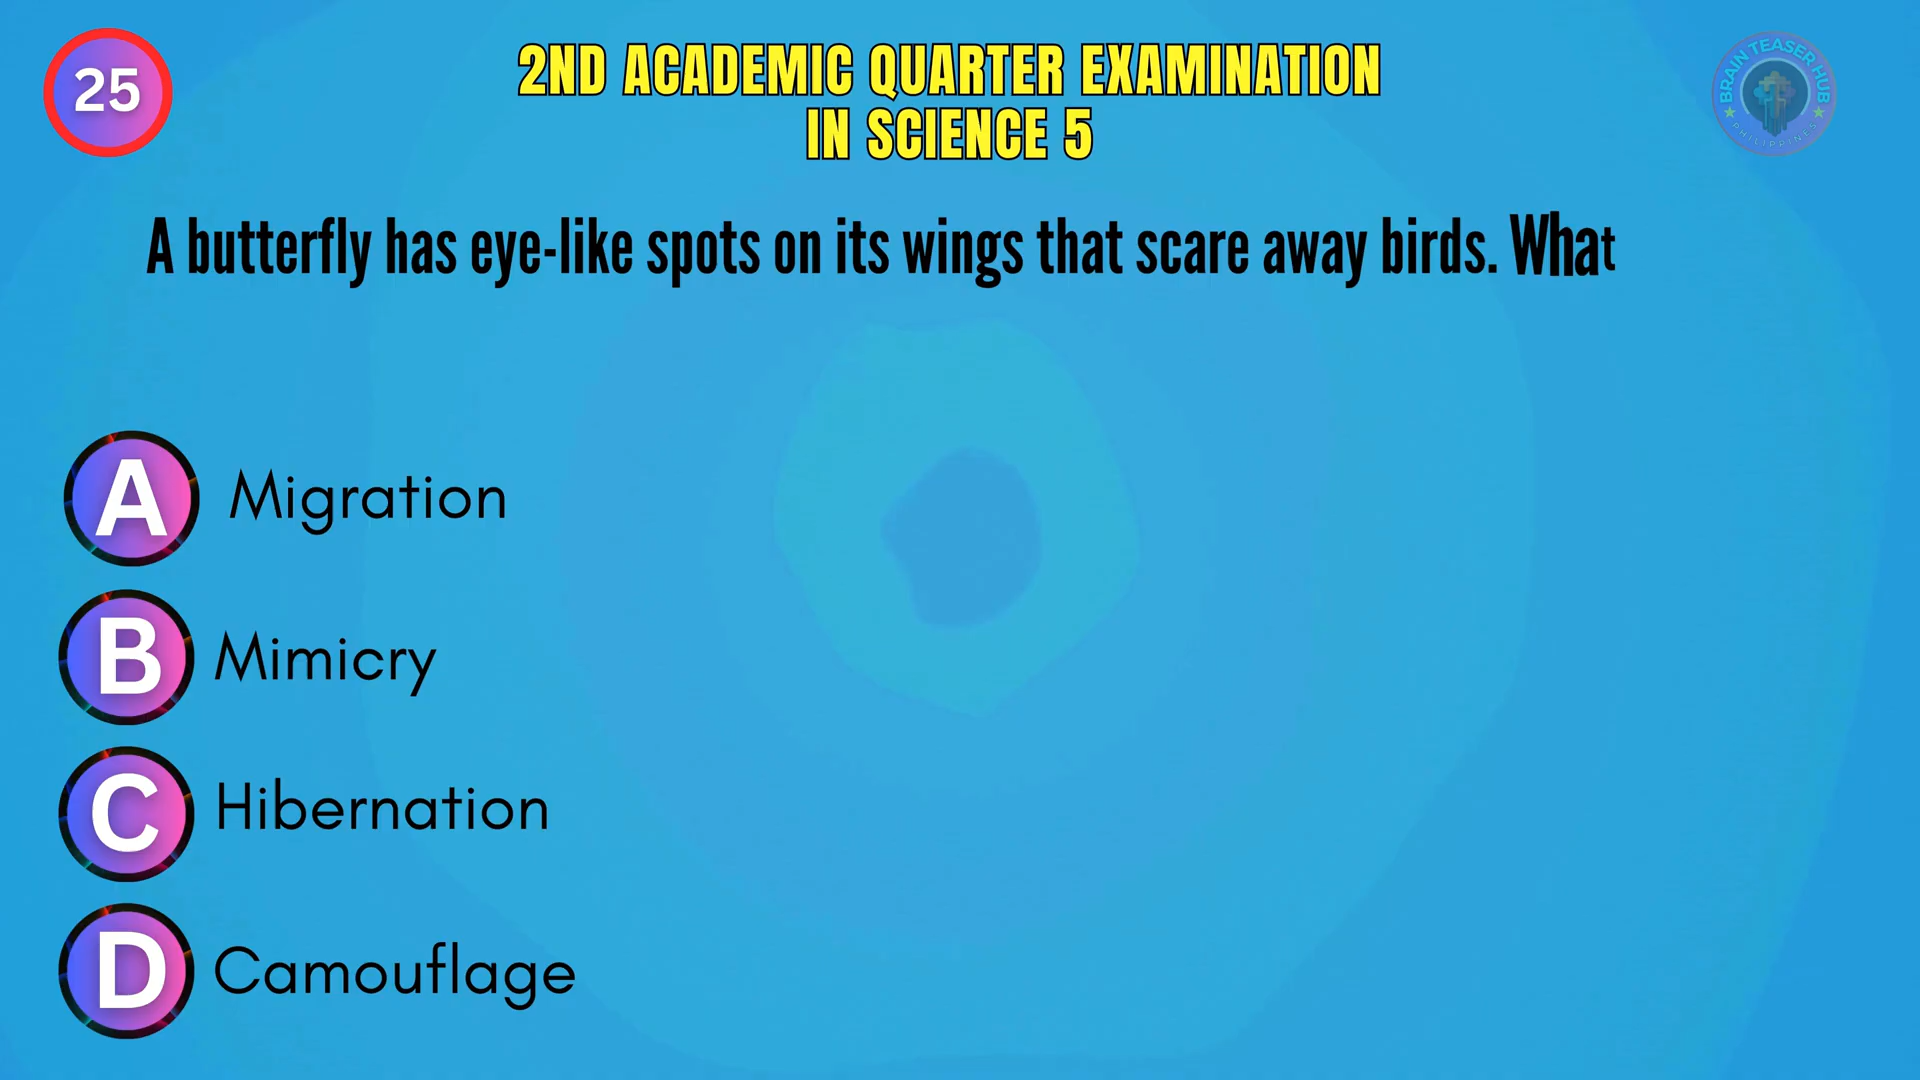 25
2ND ACADEMIC QUARTER EXAMINATION
IN SCIENCE 5
BRAIN TEASER HUB
PHILIPPINES
A butterfly has eye-like spots on its wings that scare away birds. What
A Migration
B Mimicry
C Hibernation
D Camouflage